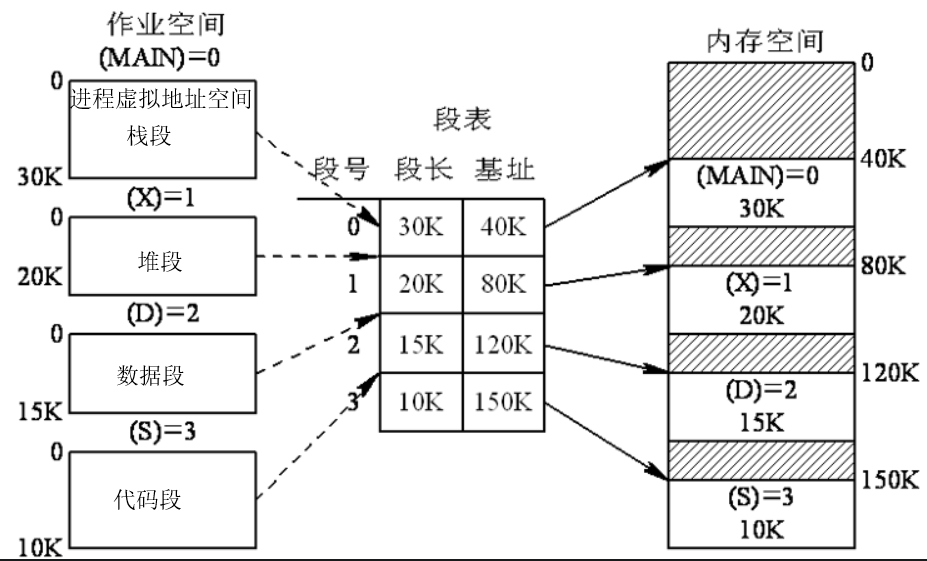 作业空间
(MAIN)=0
0
进程虚拟地址空间
栈段
30K
(X)=1
0
堆段
20K
(D)=2
0
数据段
15K
(S)=3
0
代码段
10K
段表
段号 段长 基址
0 30K 40K
1 20K 80K
2 15K 120K
3 10K 150K
内存空间
0
40K
(MAIN)=0
30K
80K
(X)=1
20K
120K
(D)=2
15K
150K
(S)=3
10K